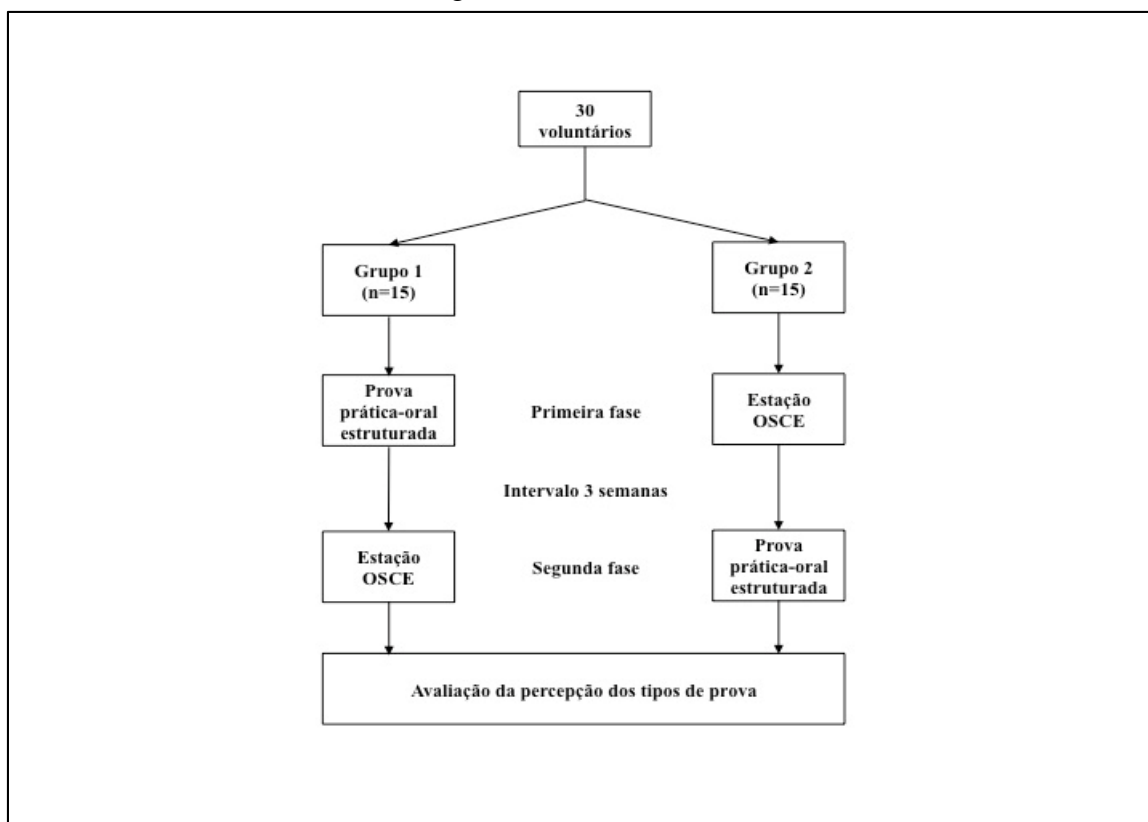 30
voluntários
Grupo 1
(n=15)
Grupo 2
(n=15)
Prova
prática-oral
estruturada
Primeira fase
Estação
OSCE
Intervalo 3 semanas
Estação
OSCE
Segunda fase
Prova
prática-oral
estruturada
Avaliação da percepção dos tipos de prova